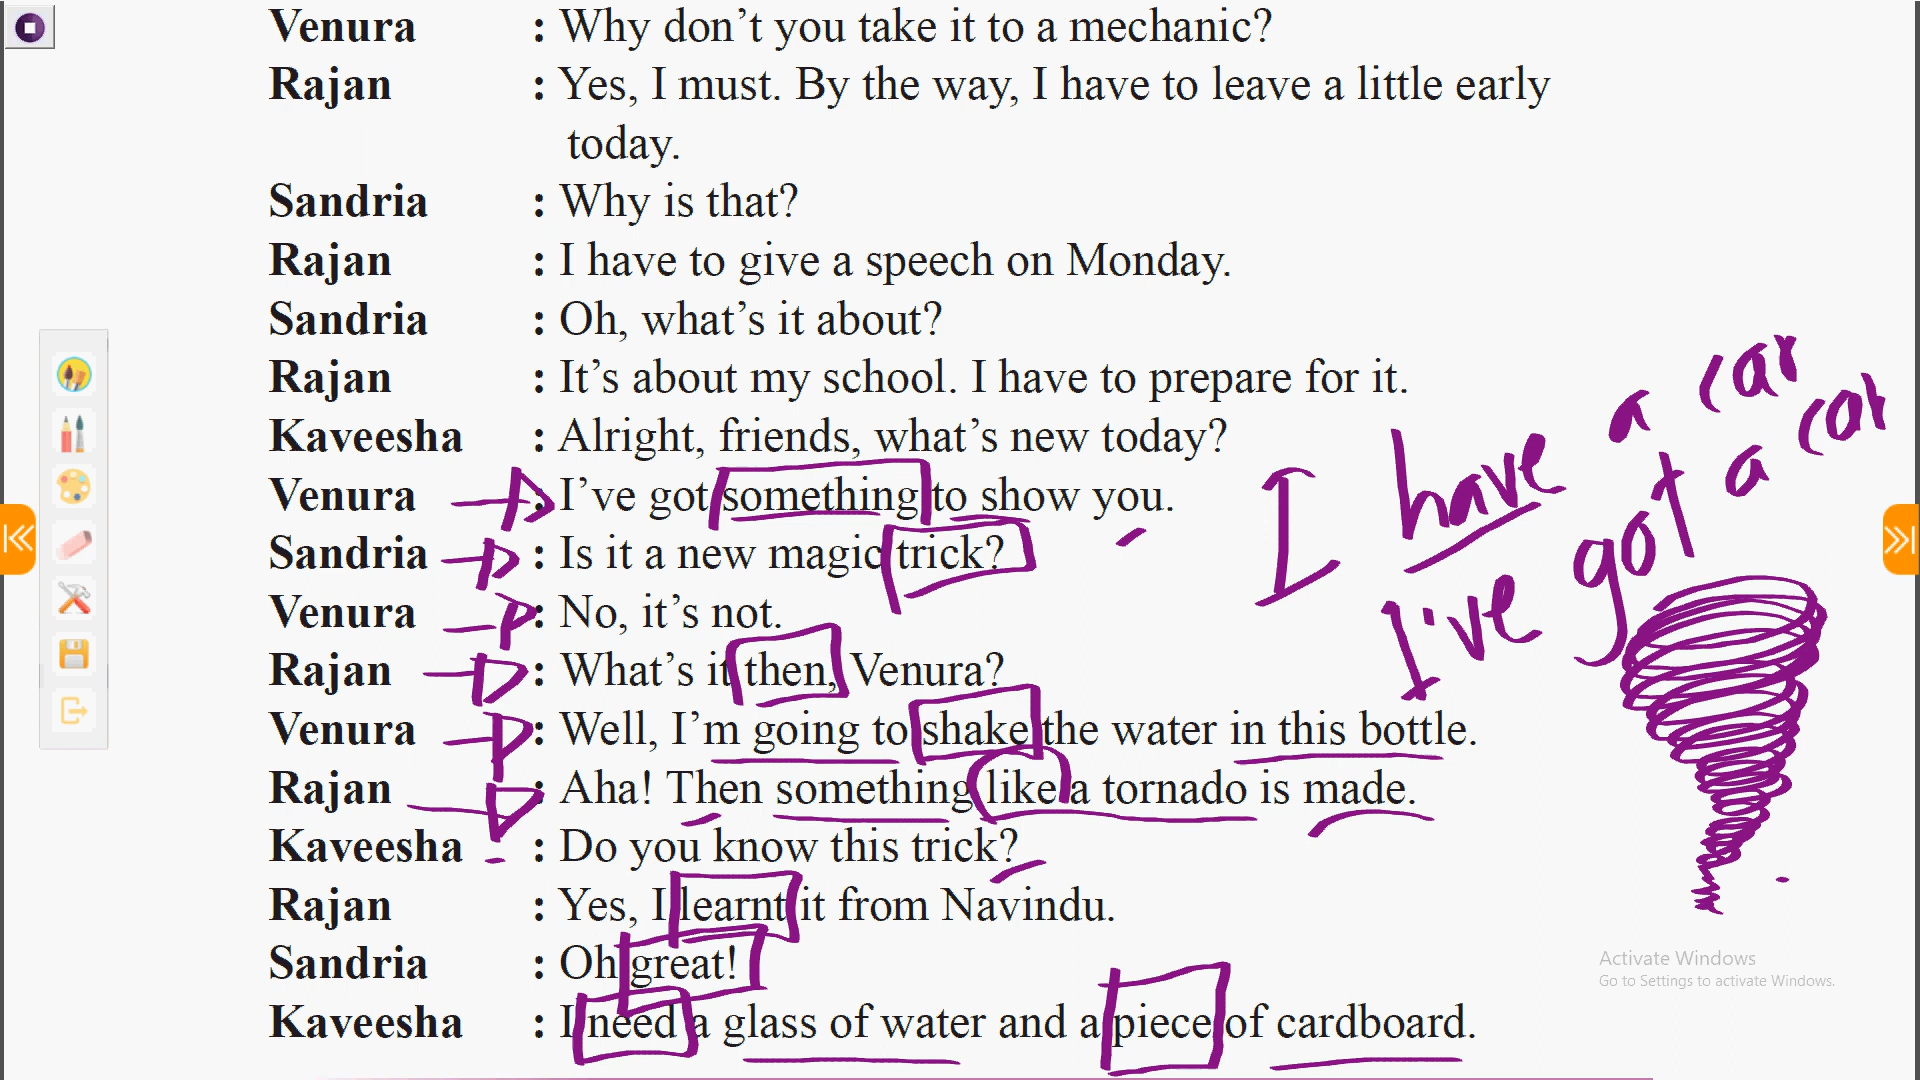 Venura : Why don’t you take it to a mechanic?
Rajan : Yes, I must. By the way, I have to leave a little early
today.
Sandria : Why is that?
Rajan : I have to give a speech on Monday.
Sandria : Oh, what’s it about?
Rajan : It’s about my school. I have to prepare for it.
Kaveesha : Alright, friends, what’s new today?
Venura : I’ve got something to show you.
Sandria : Is it a new magic trick?
Venura : No, it’s not.
Rajan : What’s it then, Venura?
Venura : Well, I’m going to shake the water in this bottle.
Rajan : Aha! Then something like a tornado is made.
Kaveesha : Do you know this trick?
Rajan : Yes, I learnt it from Navindu.
Sandria : Oh great!
Kaveesha : I need a glass of water and a piece of cardboard.
I have a car
I've got a car
Activate Windows
Go to Settings to activate Windows.